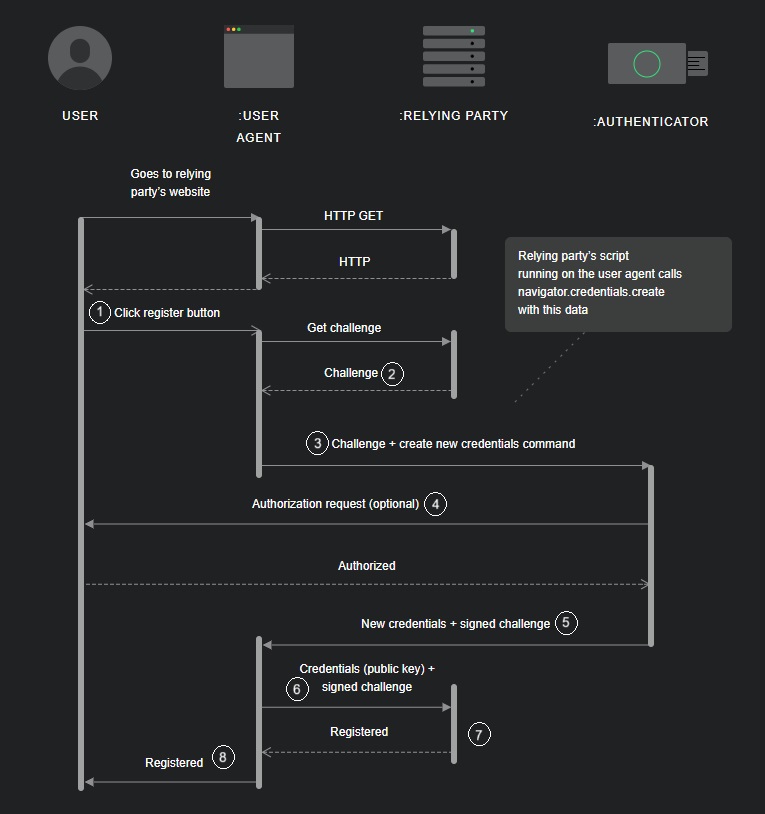 USER
:USER
AGENT
:RELYING PARTY
:AUTHENTICATOR
Goes to relying
party's website
HTTP GET
HTTP
Relying party's script
running on the user agent calls
navigator.credentials.create
with this data
1 Click register button
Get challenge
Challenge 2
3 Challenge + create new credentials command
Authorization request (optional) 4
Authorized
New credentials + signed challenge 5
Credentials (public key) +
6 signed challenge
Registered 7
Registered 8